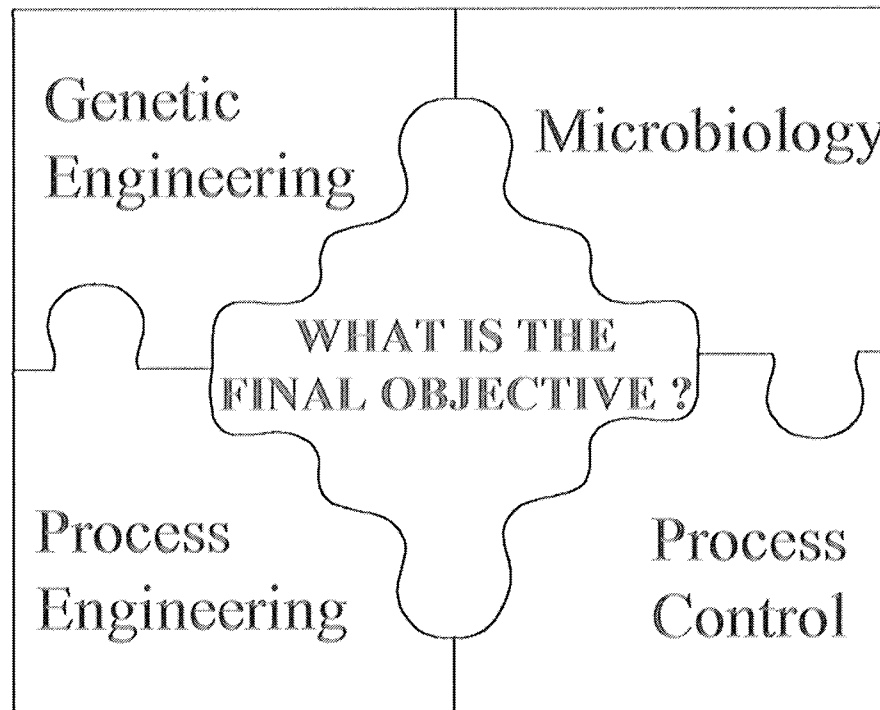 Genetic
Engineering
Microbiology
WHAT IS THE
FINAL OBJECTIVE ?
Process
Engineering
Process
Control